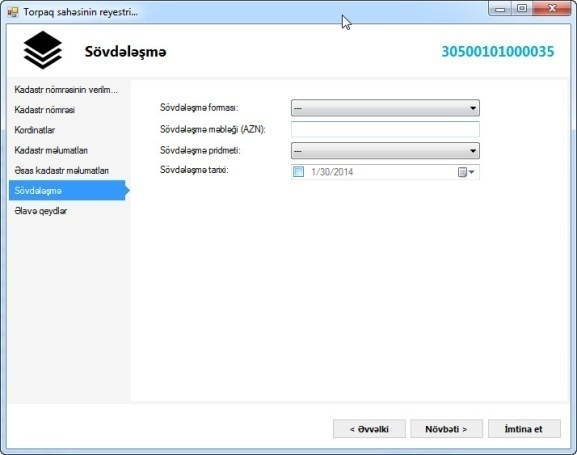 Torpaq sahəsinin reyestri...
Sövdələşmə
30500101000035
Kadastr nömrəsinin verilm...
Kadastr nömrəsi
Kordinatlar
Kadastr məlumatları
Əsas kadastr məlumatları
Sövdələşmə
Əlavə qeydlər
Sövdələşmə forması:
---
Sövdələşmə məbləği (AZN):
Sövdələşmə pridmeti:
---
Sövdələşmə tarixi:
1/30/2014
< Əvvəlki
Növbəti >
İmtina et